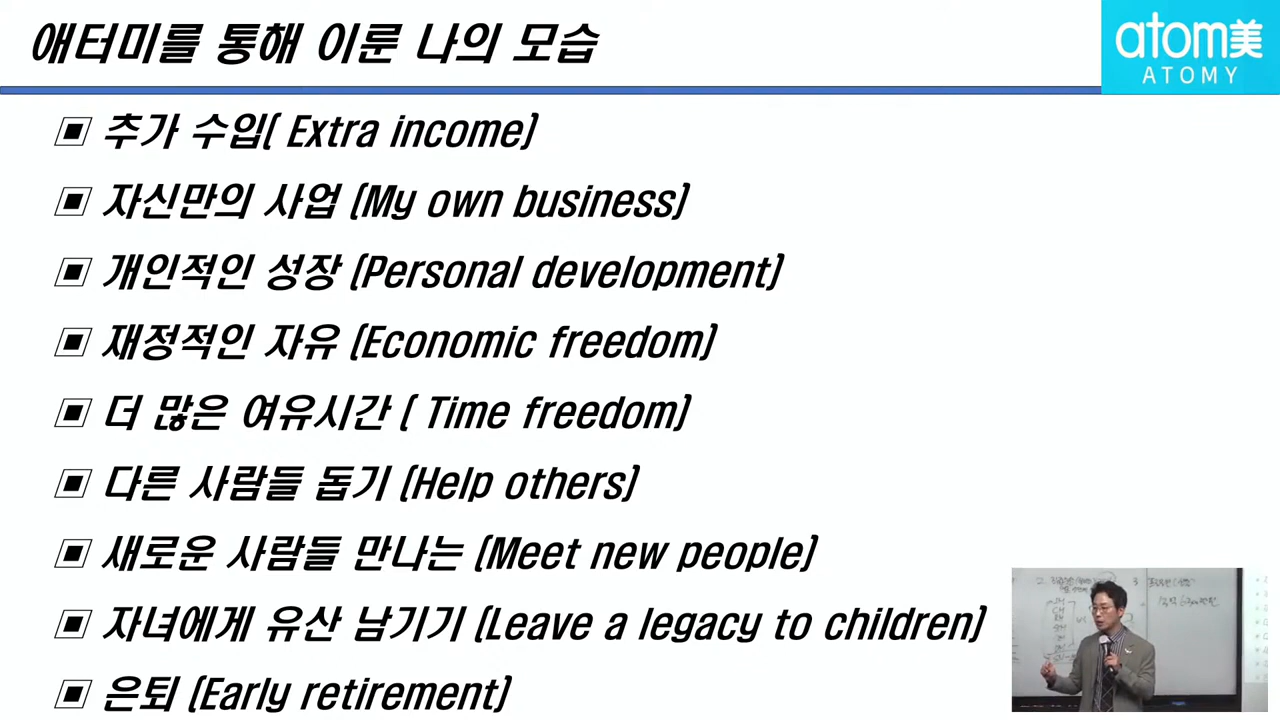 애터미를 통해 이룬 나의 모습
atom美
ATOMY
▣ 추가 수입( Extra income)
▣ 자신만의 사업 (My own business)
▣ 개인적인 성장 (Personal development)
▣ 재정적인 자유 (Economic freedom)
▣ 더 많은 여유시간 ( Time freedom)
▣ 다른 사람들 돕기 (Help others)
▣ 새로운 사람들 만나는 (Meet new people)
▣ 자녀에게 유산 남기기 (Leave a legacy to children)
▣ 은퇴 (Early retirement)